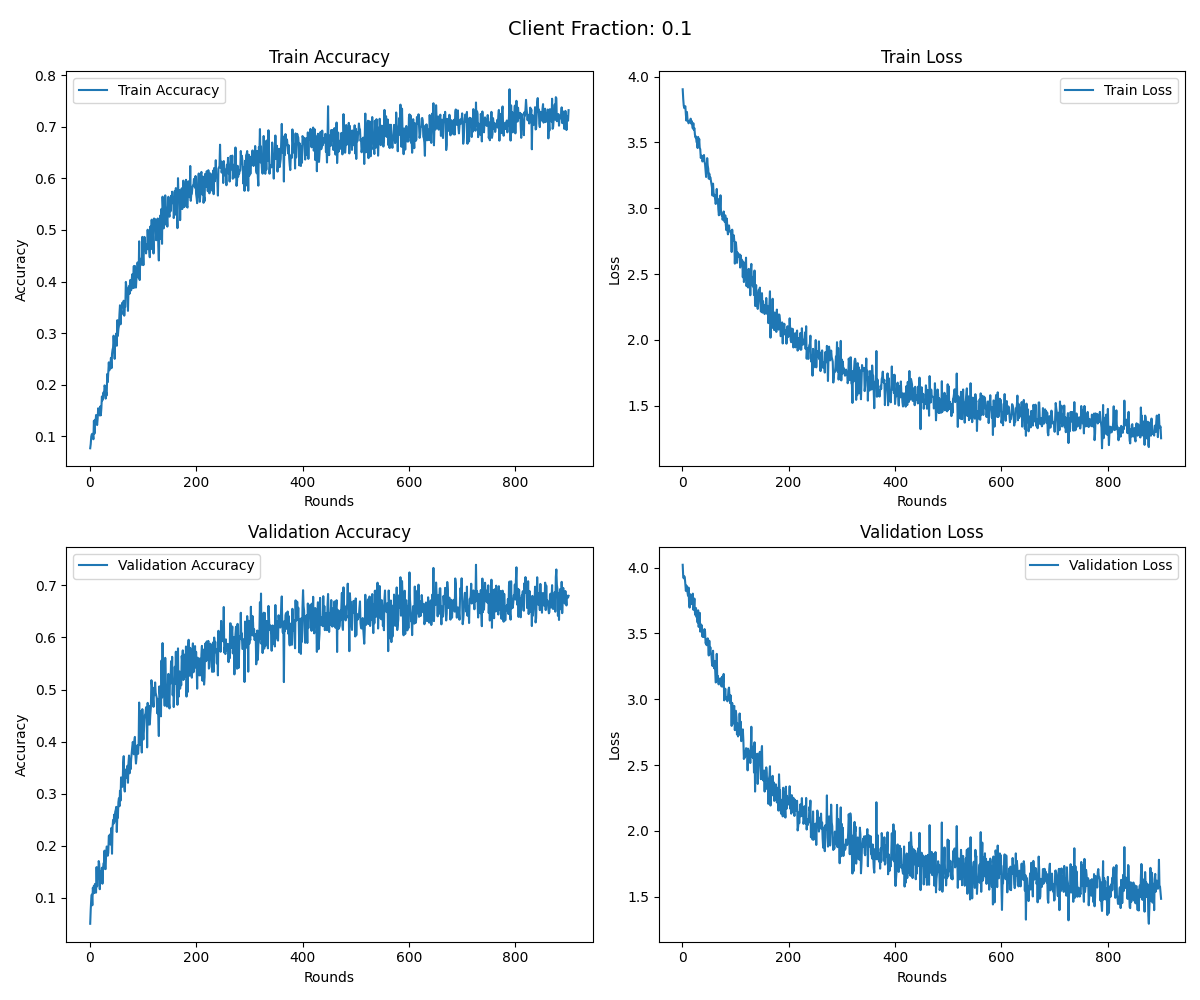 Client Fraction: 0.1
Train Accuracy
Train Accuracy
0.8
0.7
0.6
0.5
0.4
0.3
0.2
0.1
Accuracy
0 200 400 600 800
Rounds
Train Loss
Train Loss
4.0
3.5
3.0
2.5
2.0
1.5
Loss
0 200 400 600 800
Rounds
Validation Accuracy
Validation Accuracy
0.7
0.6
0.5
0.4
0.3
0.2
0.1
Accuracy
0 200 400 600 800
Rounds
Validation Loss
Validation Loss
4.0
3.5
3.0
2.5
2.0
1.5
Loss
0 200 400 600 800
Rounds